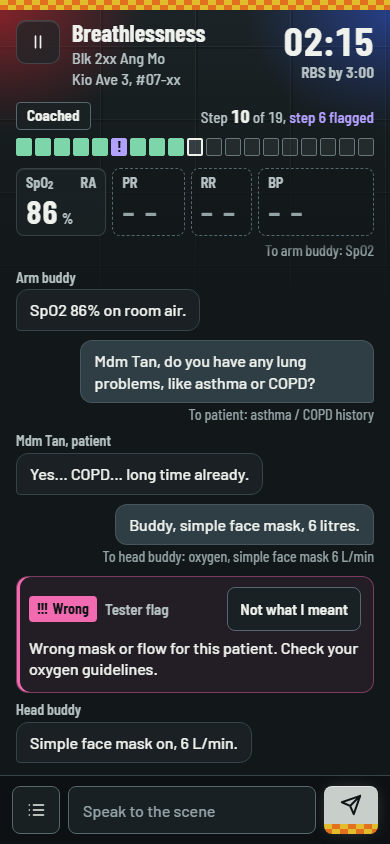 Breathlessness
Blk 2xx Ang Mo
Kio Ave 3, #07-xx
02:15
RBS by 3:00
Coached
Step 10 of 19, step 6 flagged
!
SpO₂ RA
86 %
PR
– –
RR
– –
BP
– –
To arm buddy: SpO2
Arm buddy
SpO2 86% on room air.
Mdm Tan, do you have any lung
problems, like asthma or COPD?
To patient: asthma / COPD history
Mdm Tan, patient
Yes... COPD... long time already.
Buddy, simple face mask, 6 litres.
To head buddy: oxygen, simple face mask 6 L/min
!!! Wrong
Tester flag
Not what I meant
Wrong mask or flow for this patient. Check your
oxygen guidelines.
Head buddy
Simple face mask on, 6 L/min.
Speak to the scene